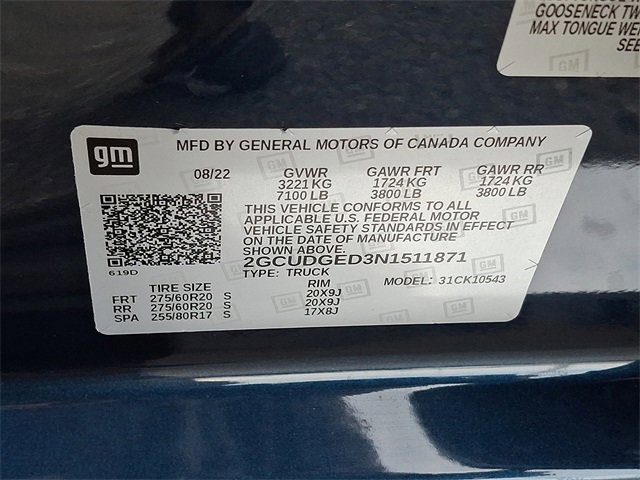 GOOSENECK TW
MAX TONGUE WEI
SEE
gm
MFD BY GENERAL MOTORS OF CANADA COMPANY
08/22 GVWR GAWR FRT GAWR RR
3221 KG 1724 KG 1724 KG
7100 LB 3800 LB 3800 LB
THIS VEHICLE CONFORMS TO ALL
APPLICABLE U.S. FEDERAL MOTOR
VEHICLE SAFETY STANDARDS IN EFFECT
ON THE DATE OF MANUFACTURE
SHOWN ABOVE.
2GCUDGED3N1511871
619D TYPE: TRUCK MODEL: 31CK10543
TIRE SIZE RIM
FRT 275/60R20 S 20X9J
RR 275/60R20 S 20X9J
SPA 255/80R17 S 17X8J